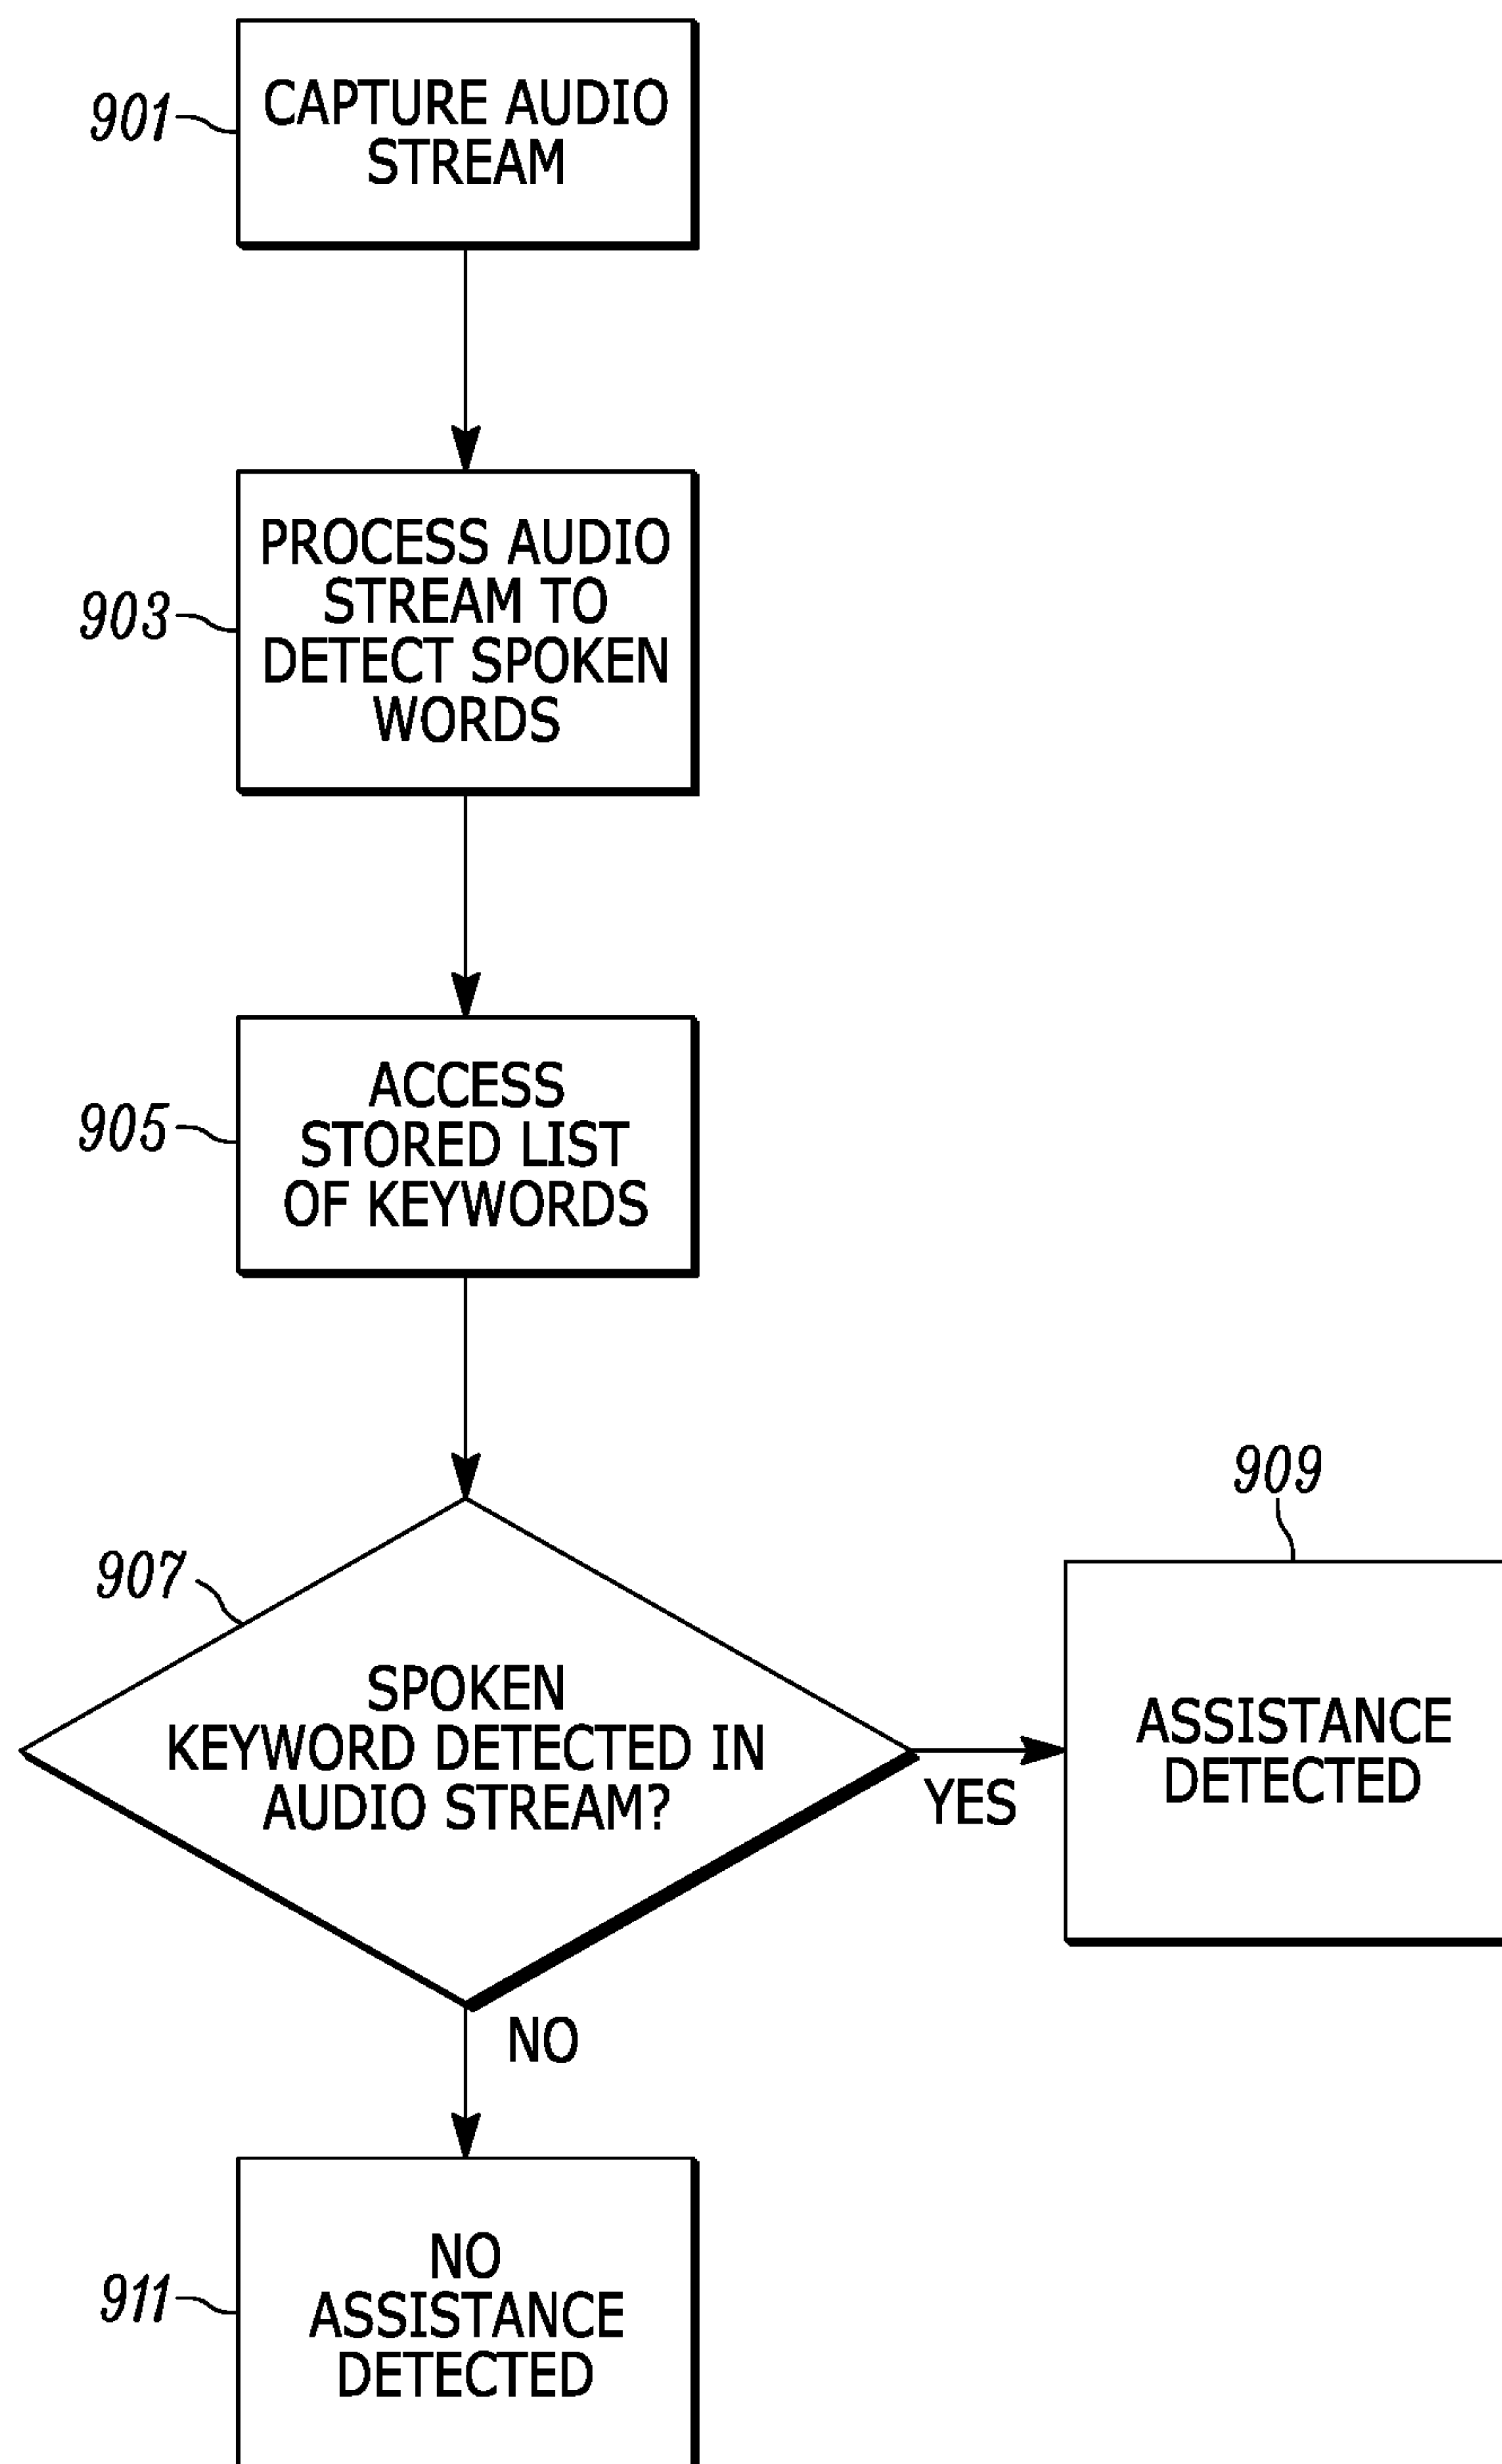 901
CAPTURE AUDIO
STREAM
903
PROCESS AUDIO
STREAM TO
DETECT SPOKEN
WORDS
905
ACCESS
STORED LIST
OF KEYWORDS
907
SPOKEN
KEYWORD DETECTED IN
AUDIO STREAM?
YES
909
ASSISTANCE
DETECTED
NO
911
NO
ASSISTANCE
DETECTED